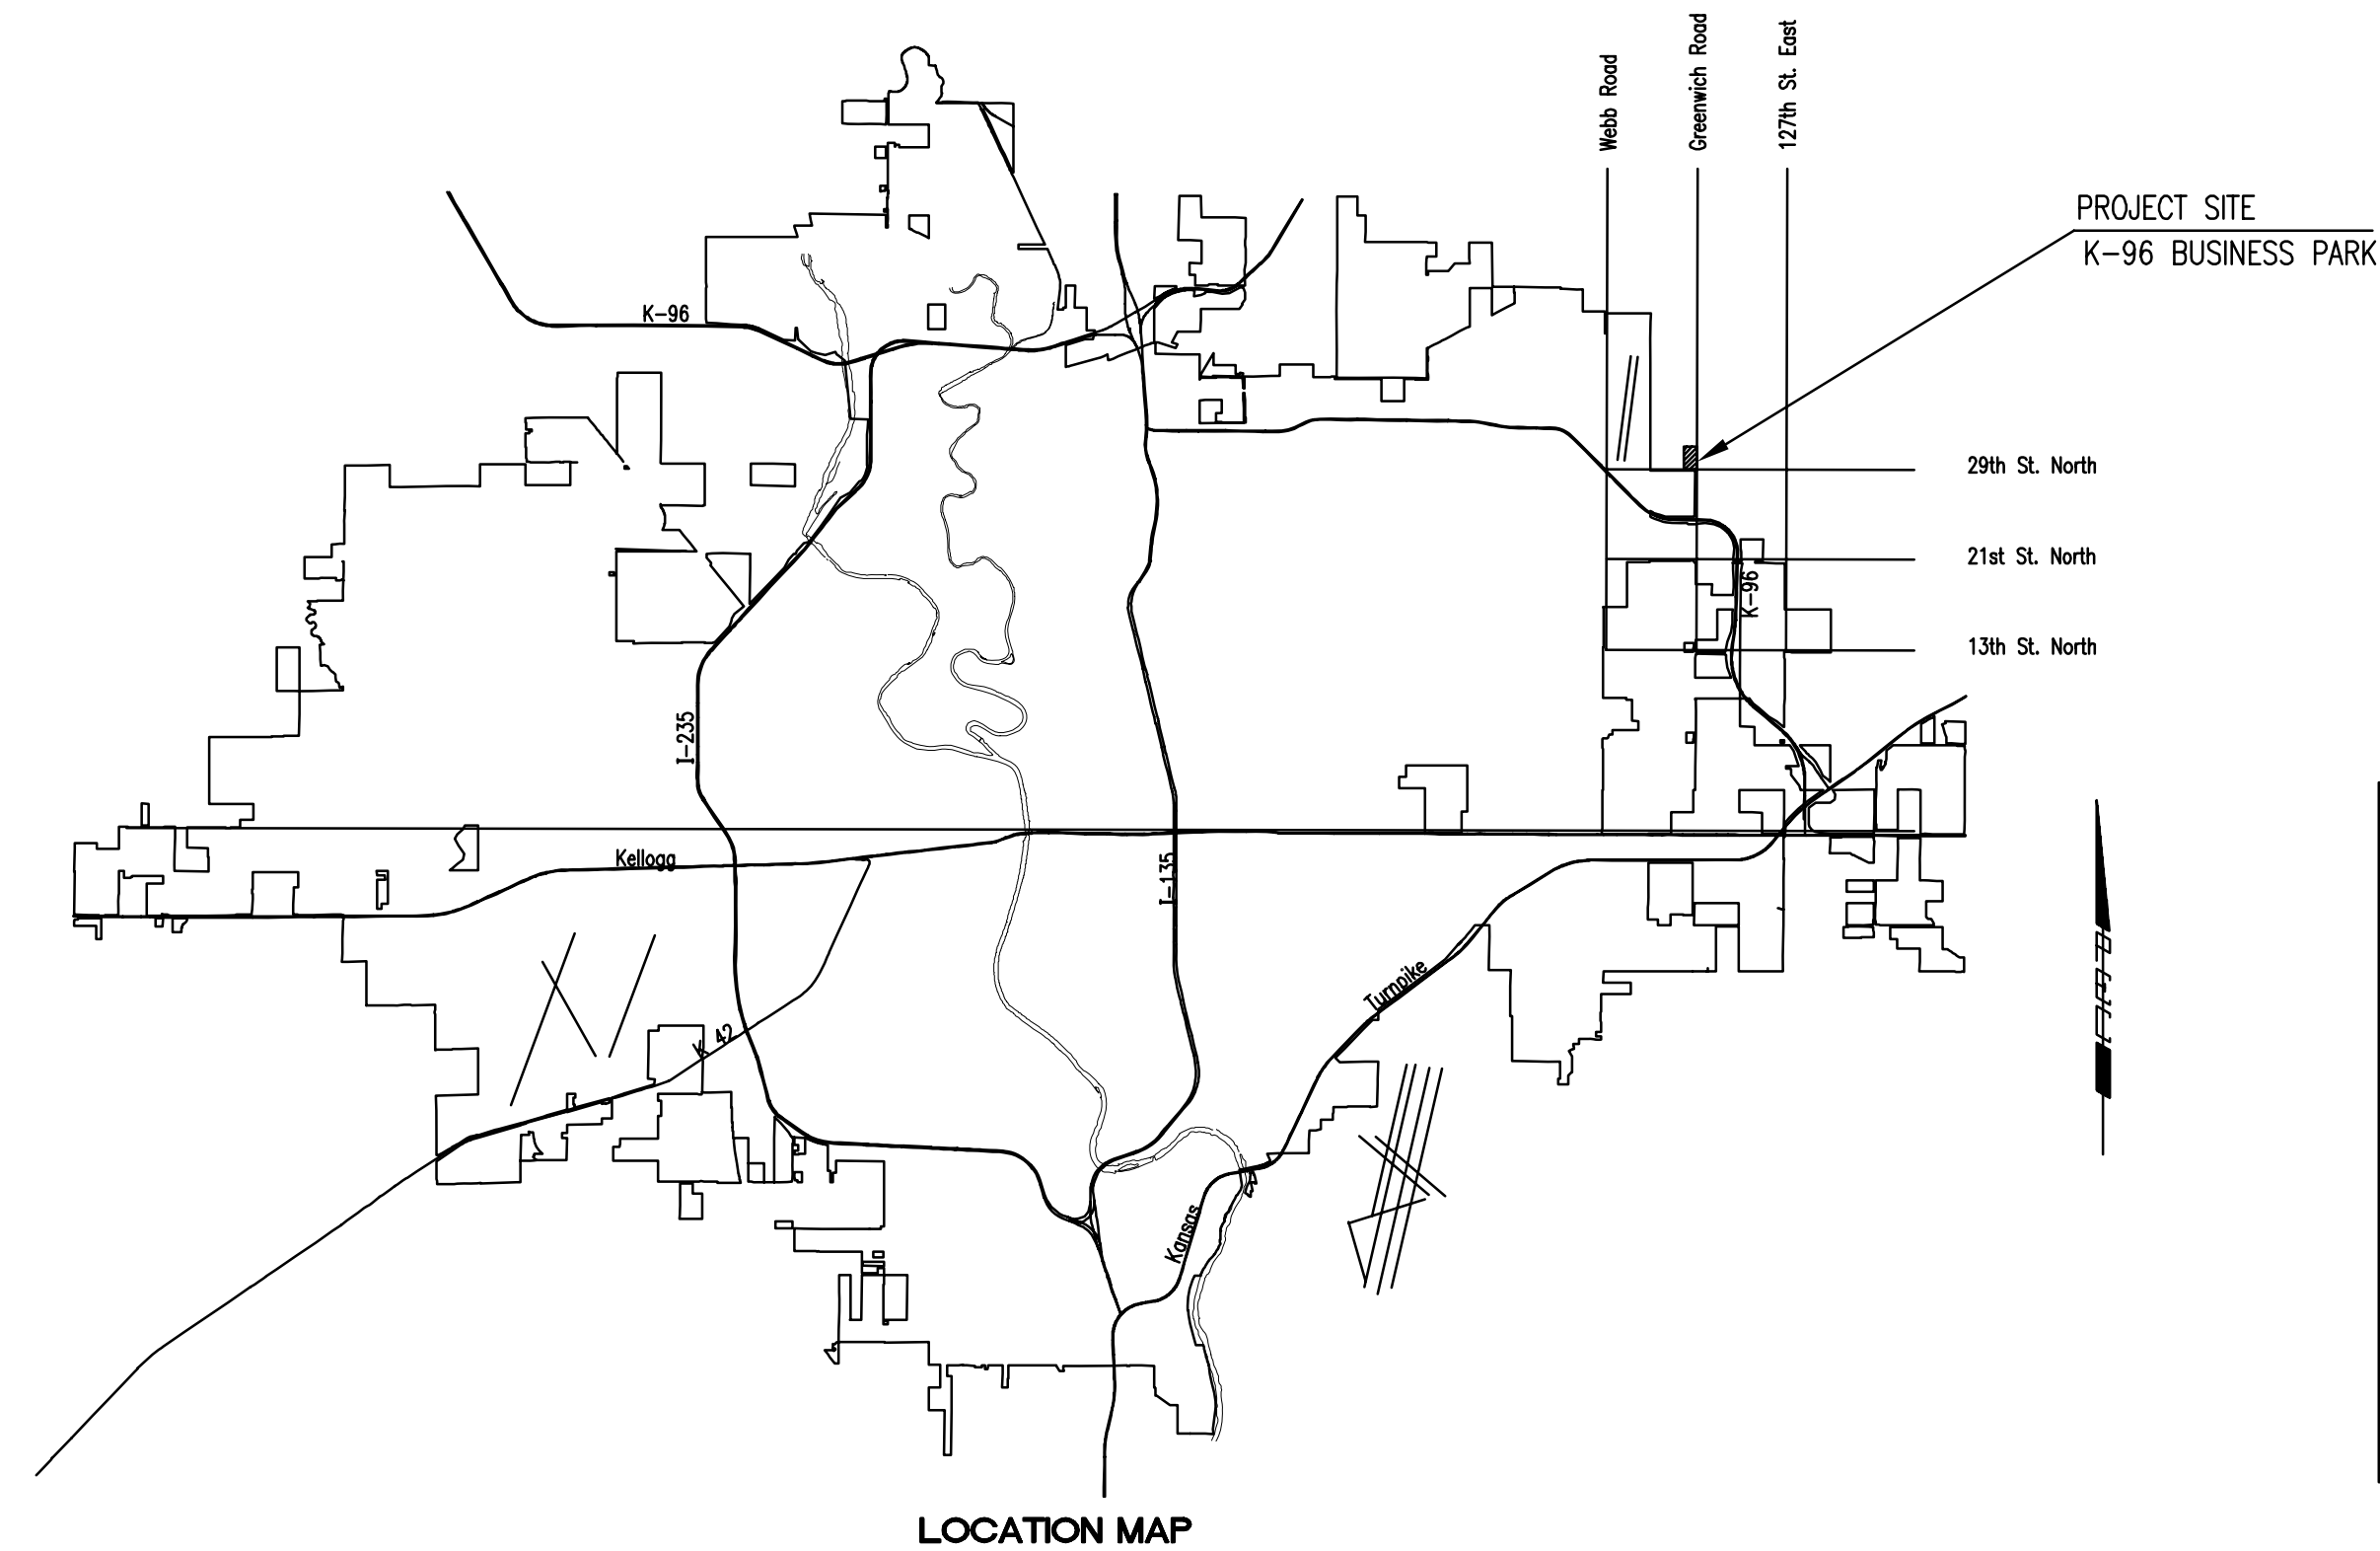 Webb Road
Greenwich Road
127th St. East
PROJECT SITE
K-96 BUSINESS PARK
K-96
29th St. North
21st St. North
K-96
13th St. North
I-235
Kellogg
I-135
Turnpike
K 42
Kansas
LOCATION MAP